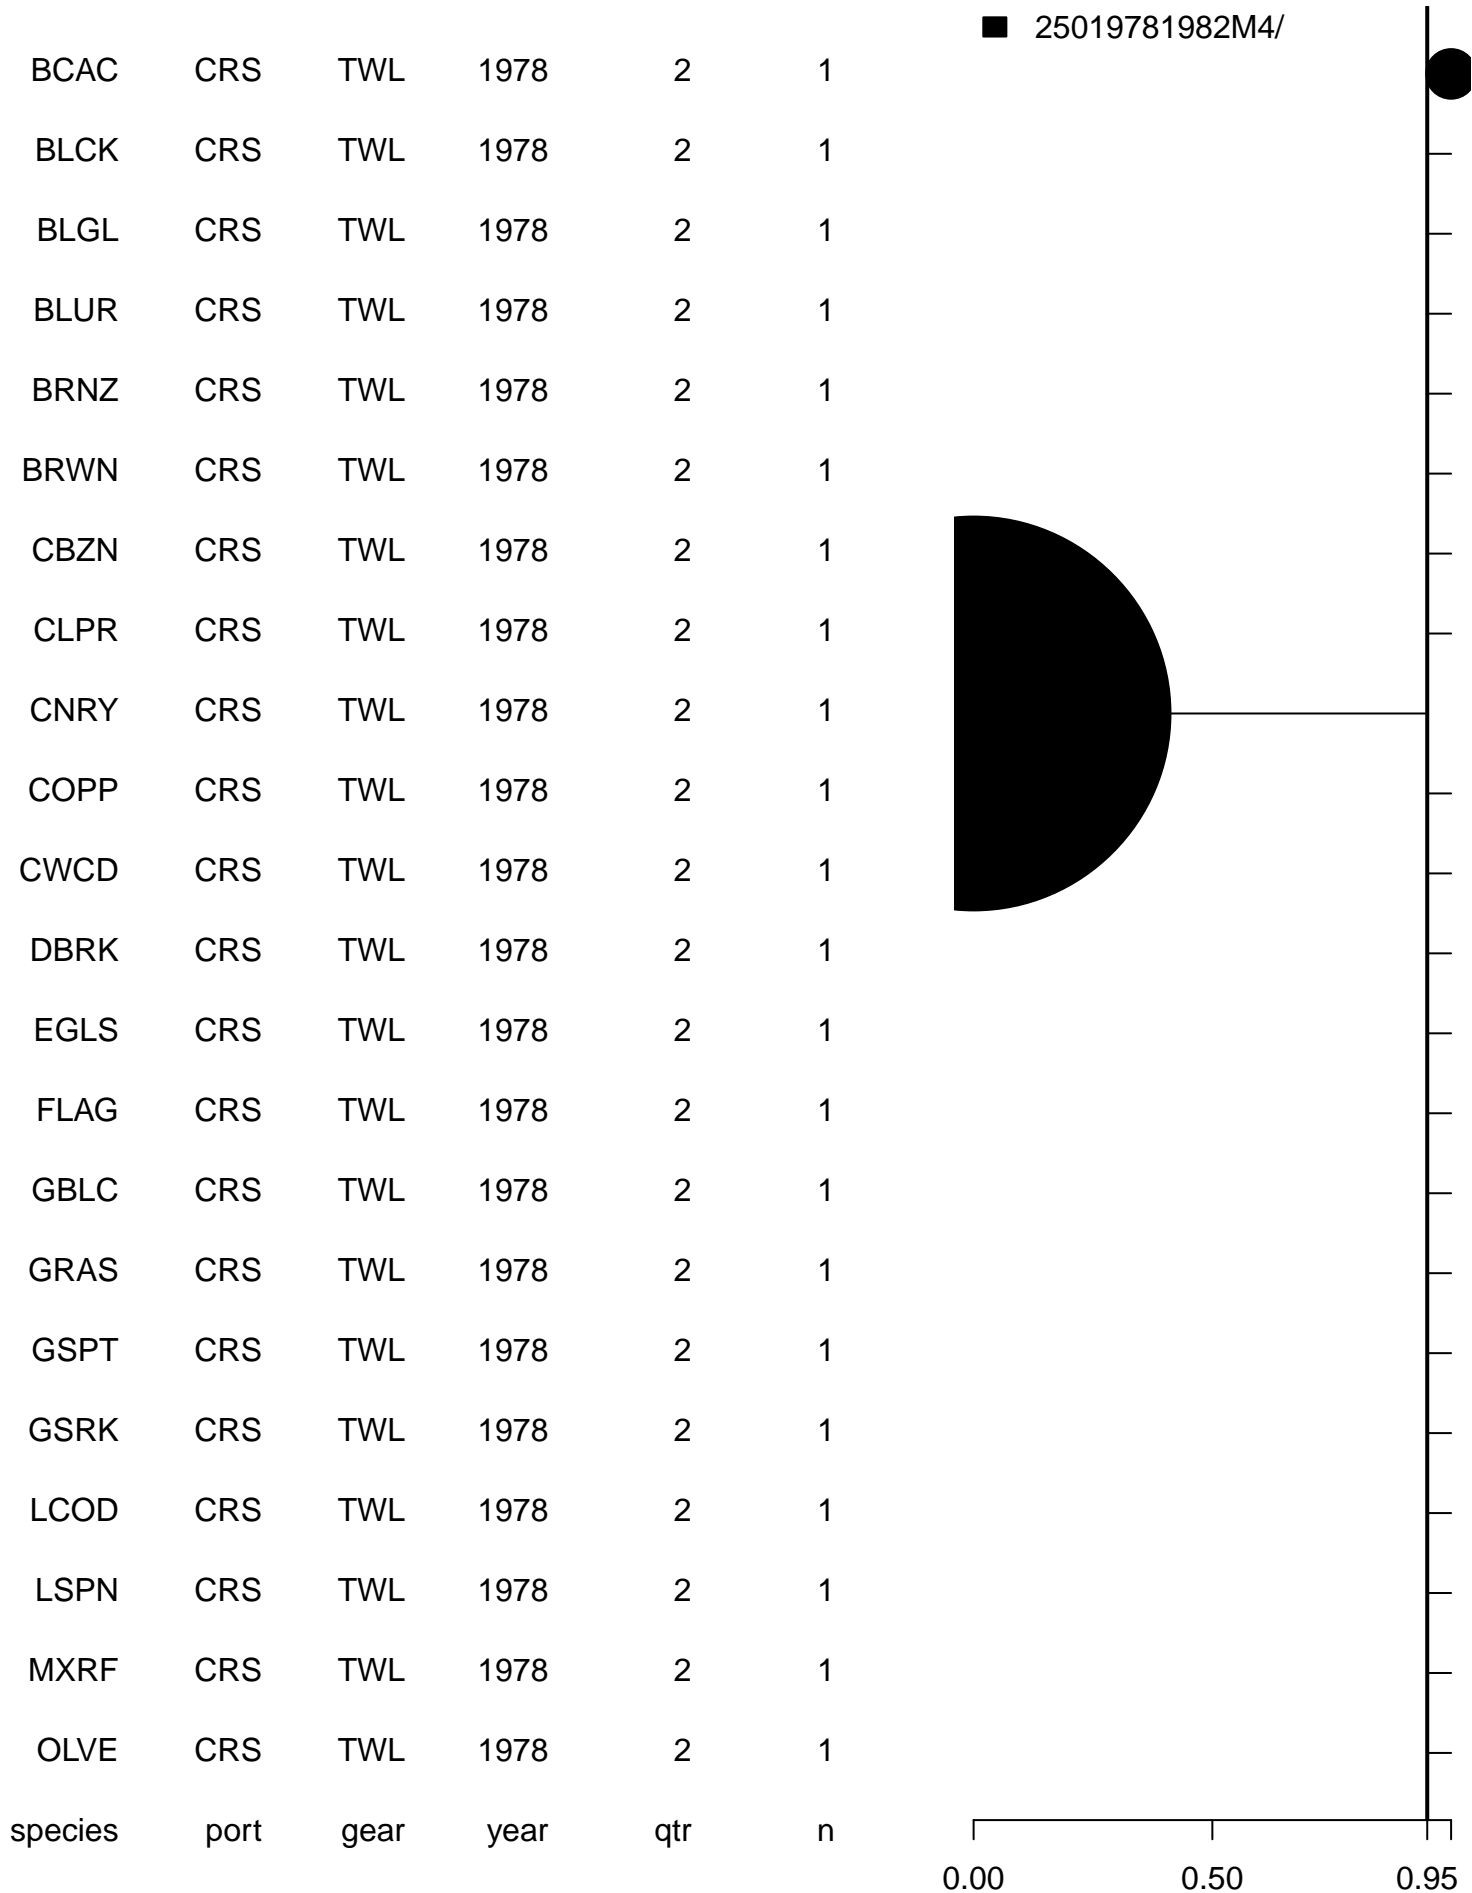 25019781982M4/
BCAC CRS TWL 1978 2 1
BLCK CRS TWL 1978 2 1
BLGL CRS TWL 1978 2 1
BLUR CRS TWL 1978 2 1
BRNZ CRS TWL 1978 2 1
BRWN CRS TWL 1978 2 1
CBZN CRS TWL 1978 2 1
CLPR CRS TWL 1978 2 1
CNRY CRS TWL 1978 2 1
COPP CRS TWL 1978 2 1
CWCD CRS TWL 1978 2 1
DBRK CRS TWL 1978 2 1
EGLS CRS TWL 1978 2 1
FLAG CRS TWL 1978 2 1
GBLC CRS TWL 1978 2 1
GRAS CRS TWL 1978 2 1
GSPT CRS TWL 1978 2 1
GSRK CRS TWL 1978 2 1
LCOD CRS TWL 1978 2 1
LSPN CRS TWL 1978 2 1
MXRF CRS TWL 1978 2 1
OLVE CRS TWL 1978 2 1
species port gear year qtr n
0.00 0.50 0.95